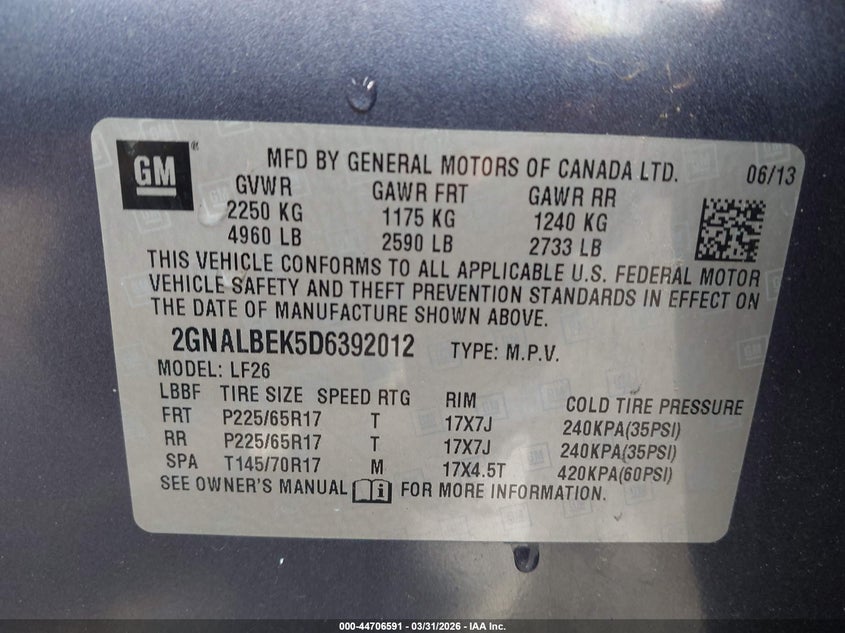 GM ® MFD BY GENERAL MOTORS OF CANADA LTD. 06/13
GVWR GAWR FRT GAWR RR
2250 KG 1175 KG 1240 KG
4960 LB 2590 LB 2733 LB
THIS VEHICLE CONFORMS TO ALL APPLICABLE U.S. FEDERAL MOTOR
VEHICLE SAFETY AND THEFT PREVENTION STANDARDS IN EFFECT ON
THE DATE OF MANUFACTURE SHOWN ABOVE.
2GNALBEK5D6392012 TYPE: M.P.V.
MODEL: LF26
LBBF TIRE SIZE SPEED RTG RIM COLD TIRE PRESSURE
FRT P225/65R17 T 17X7J 240KPA(35PSI)
RR P225/65R17 T 17X7J 240KPA(35PSI)
SPA T145/70R17 M 17X4.5T 420KPA(60PSI)
SEE OWNER'S MANUAL i FOR MORE INFORMATION.
000-44706591 - 03/31/2026 - IAA Inc.